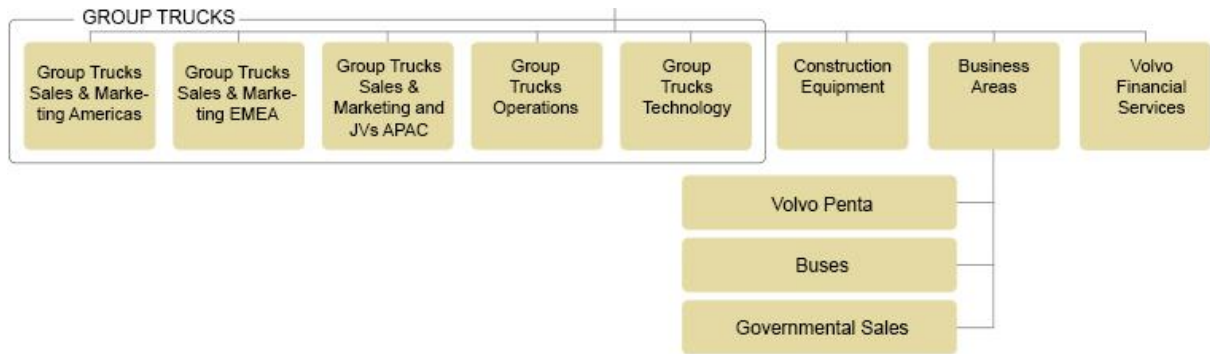 GROUP TRUCKS
Group Trucks
Sales & Marke-
ting Americas
Group Trucks
Sales & Marke-
ting EMEA
Group Trucks
Sales &
Marketing and
JVs APAC
Group
Trucks
Operations
Group
Trucks
Technology
Construction
Equipment
Business
Areas
Volvo
Financial
Services
Volvo Penta
Buses
Governmental Sales